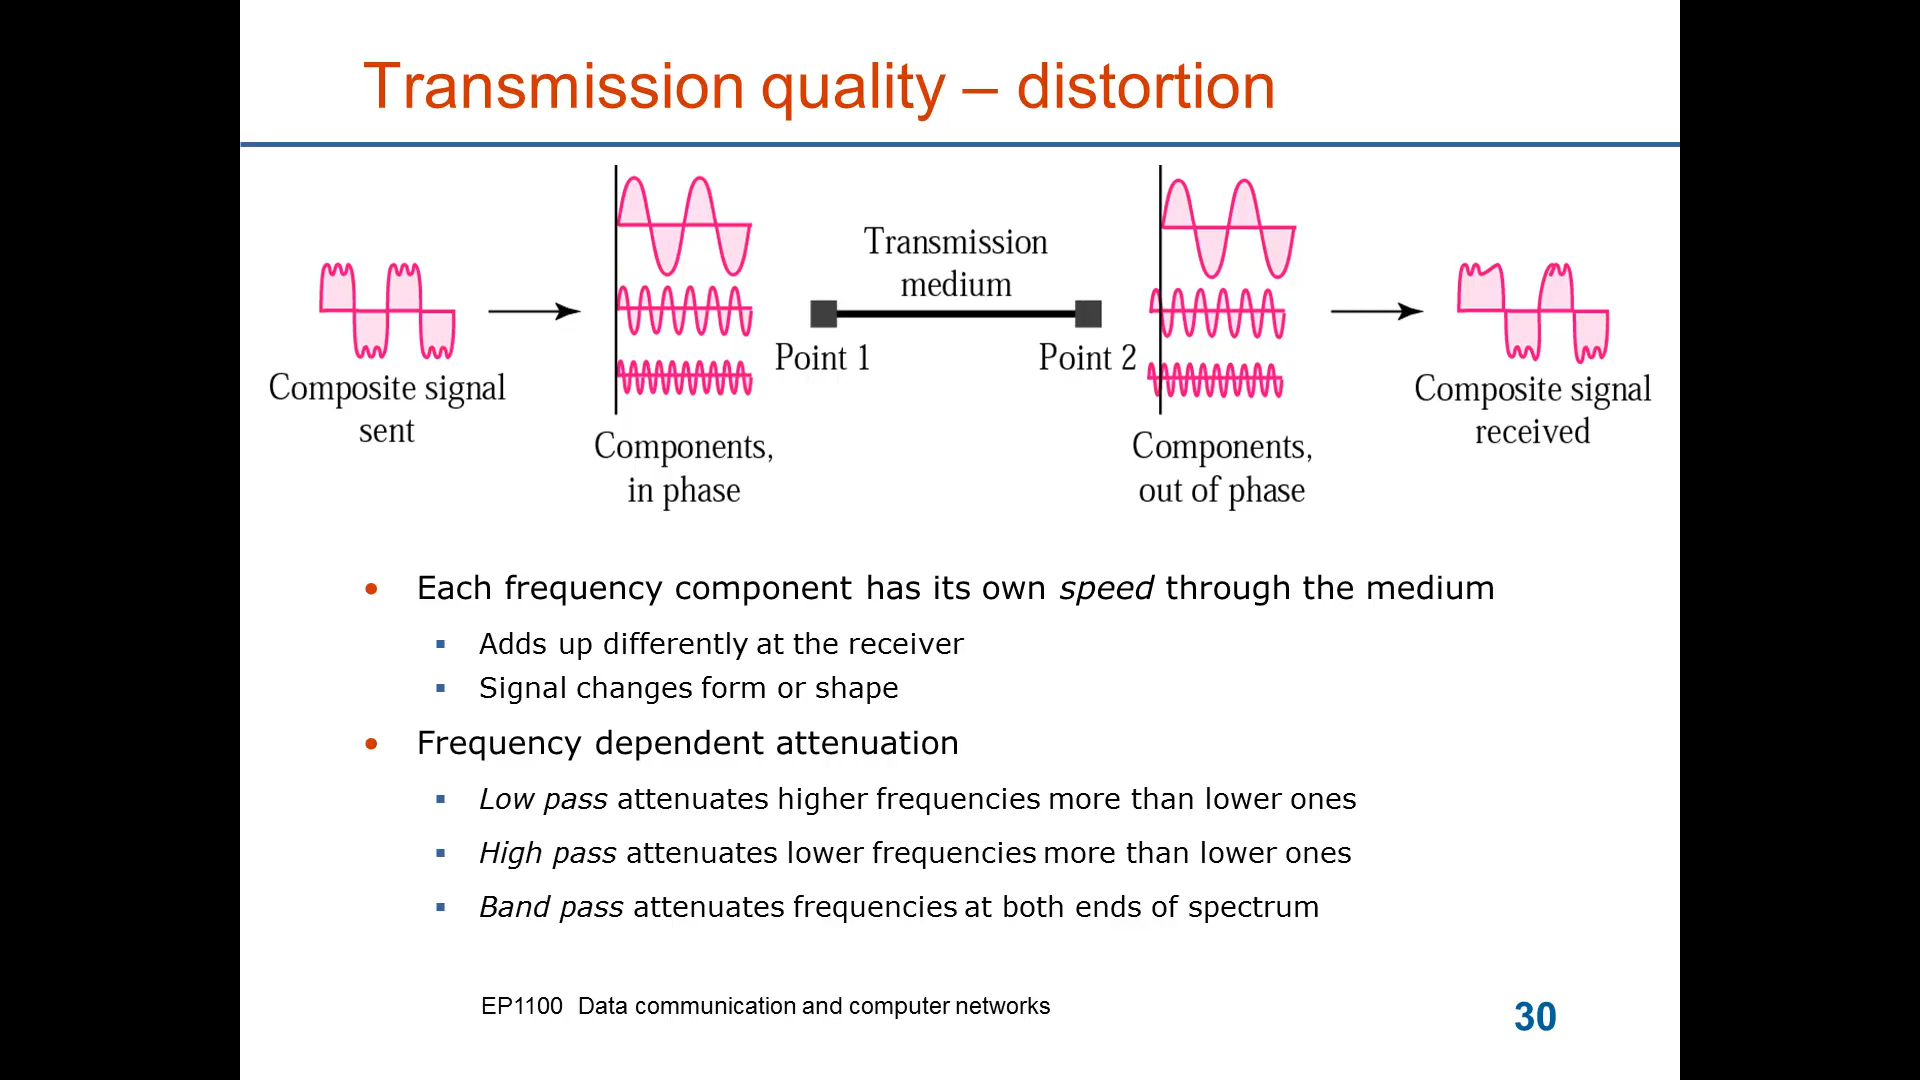 Transmission quality – distortion
Transmission
medium
Point 1
Point 2
Composite signal
sent
Components,
in phase
Components,
out of phase
Composite signal
received
• Each frequency component has its own speed through the medium
▪ Adds up differently at the receiver
▪ Signal changes form or shape
• Frequency dependent attenuation
▪ Low pass attenuates higher frequencies more than lower ones
▪ High pass attenuates lower frequencies more than lower ones
▪ Band pass attenuates frequencies at both ends of spectrum
EP1100 Data communication and computer networks
30